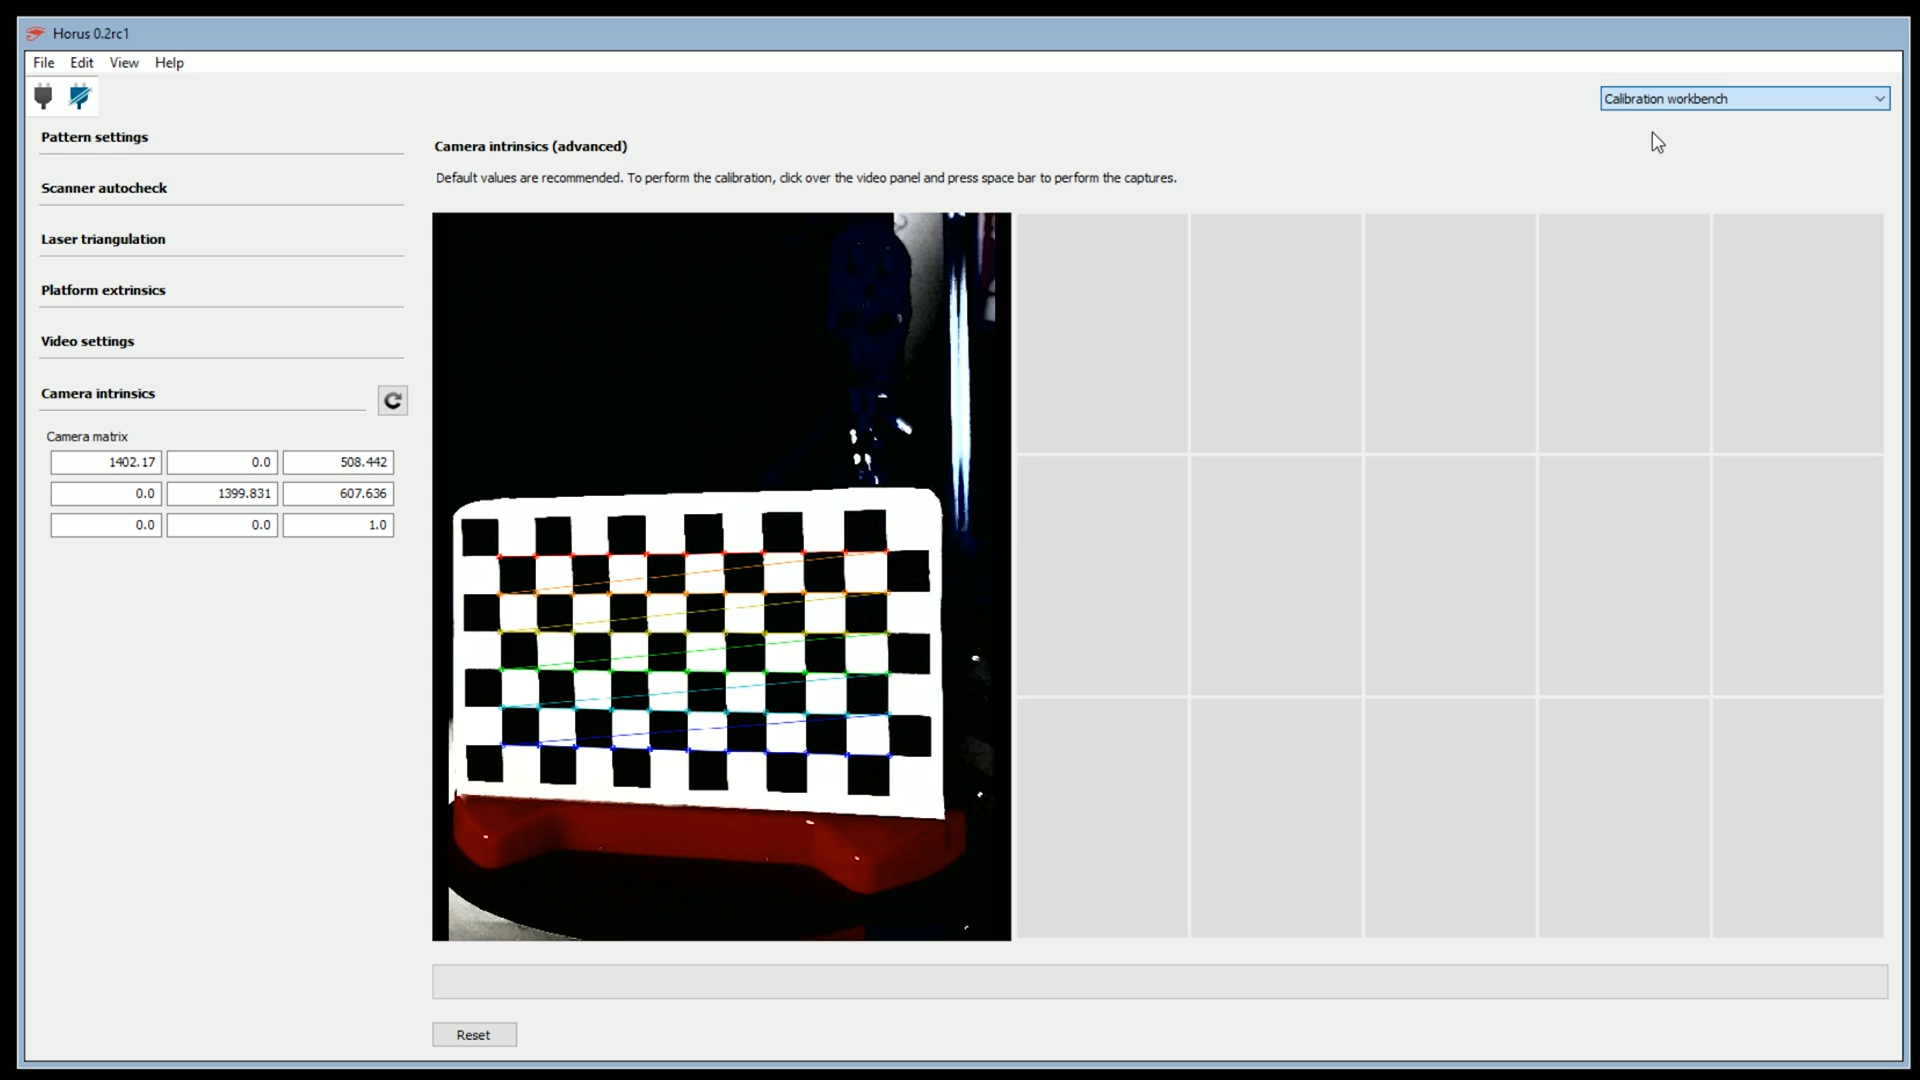 Horus 0.2rc1
File Edit View Help
Calibration workbench
Pattern settings
Scanner autocheck
Laser triangulation
Platform extrinsics
Video settings
Camera intrinsics
Camera matrix
1402.17 0.0 508.442
0.0 1399.831 607.636
0.0 0.0 1.0
Camera intrinsics (advanced)
Default values are recommended. To perform the calibration, click over the video panel and press space bar to perform the captures.
Reset